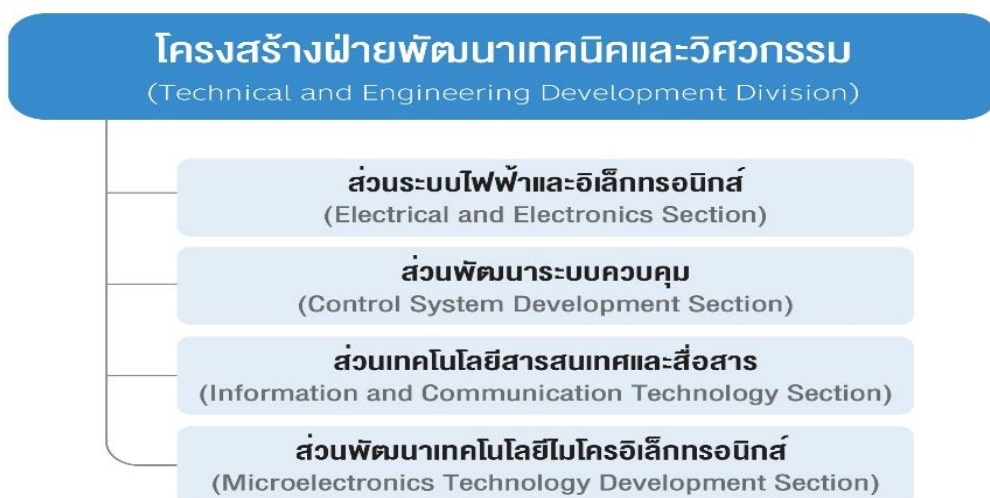 โครงสร้างฝ่ายพัฒนาเทคนิคและวิศวกรรม
(Technical and Engineering Development Division)
ส่วนระบบไฟฟ้าและอิเล็กทรอนิกส์
(Electrical and Electronics Section)
ส่วนพัฒนาระบบควบคุม
(Control System Development Section)
ส่วนเทคโนโลยีสารสนเทศและสื่อสาร
(Information and Communication Technology Section)
ส่วนพัฒนาเทคโนโลยีไมโครอิเล็กทรอนิกส์
(Microelectronics Technology Development Section)